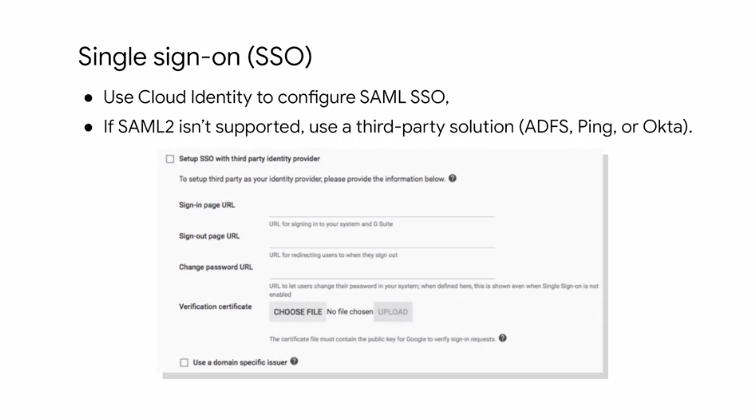 Single sign-on (SSO)
● Use Cloud Identity to configure SAML SSO,
● If SAML2 isn't supported, use a third-party solution (ADFS, Ping, or Okta).
Setup SSO with third party identity provider
To setup third party as your identity provider, please provide the information below. ?
Sign-in page URL
URL for signing in to your system and G Suite
Sign-out page URL
URL for redirecting users to when they sign out
Change password URL
URL to let users change their password in your system; when defined here, this is shown even when Single Sign-on is not
enabled
Verification certificate
CHOOSE FILE No file chosen UPLOAD
The certificate file must contain the public key for Google to verify sign-in requests. ?
Use a domain specific issuer ?